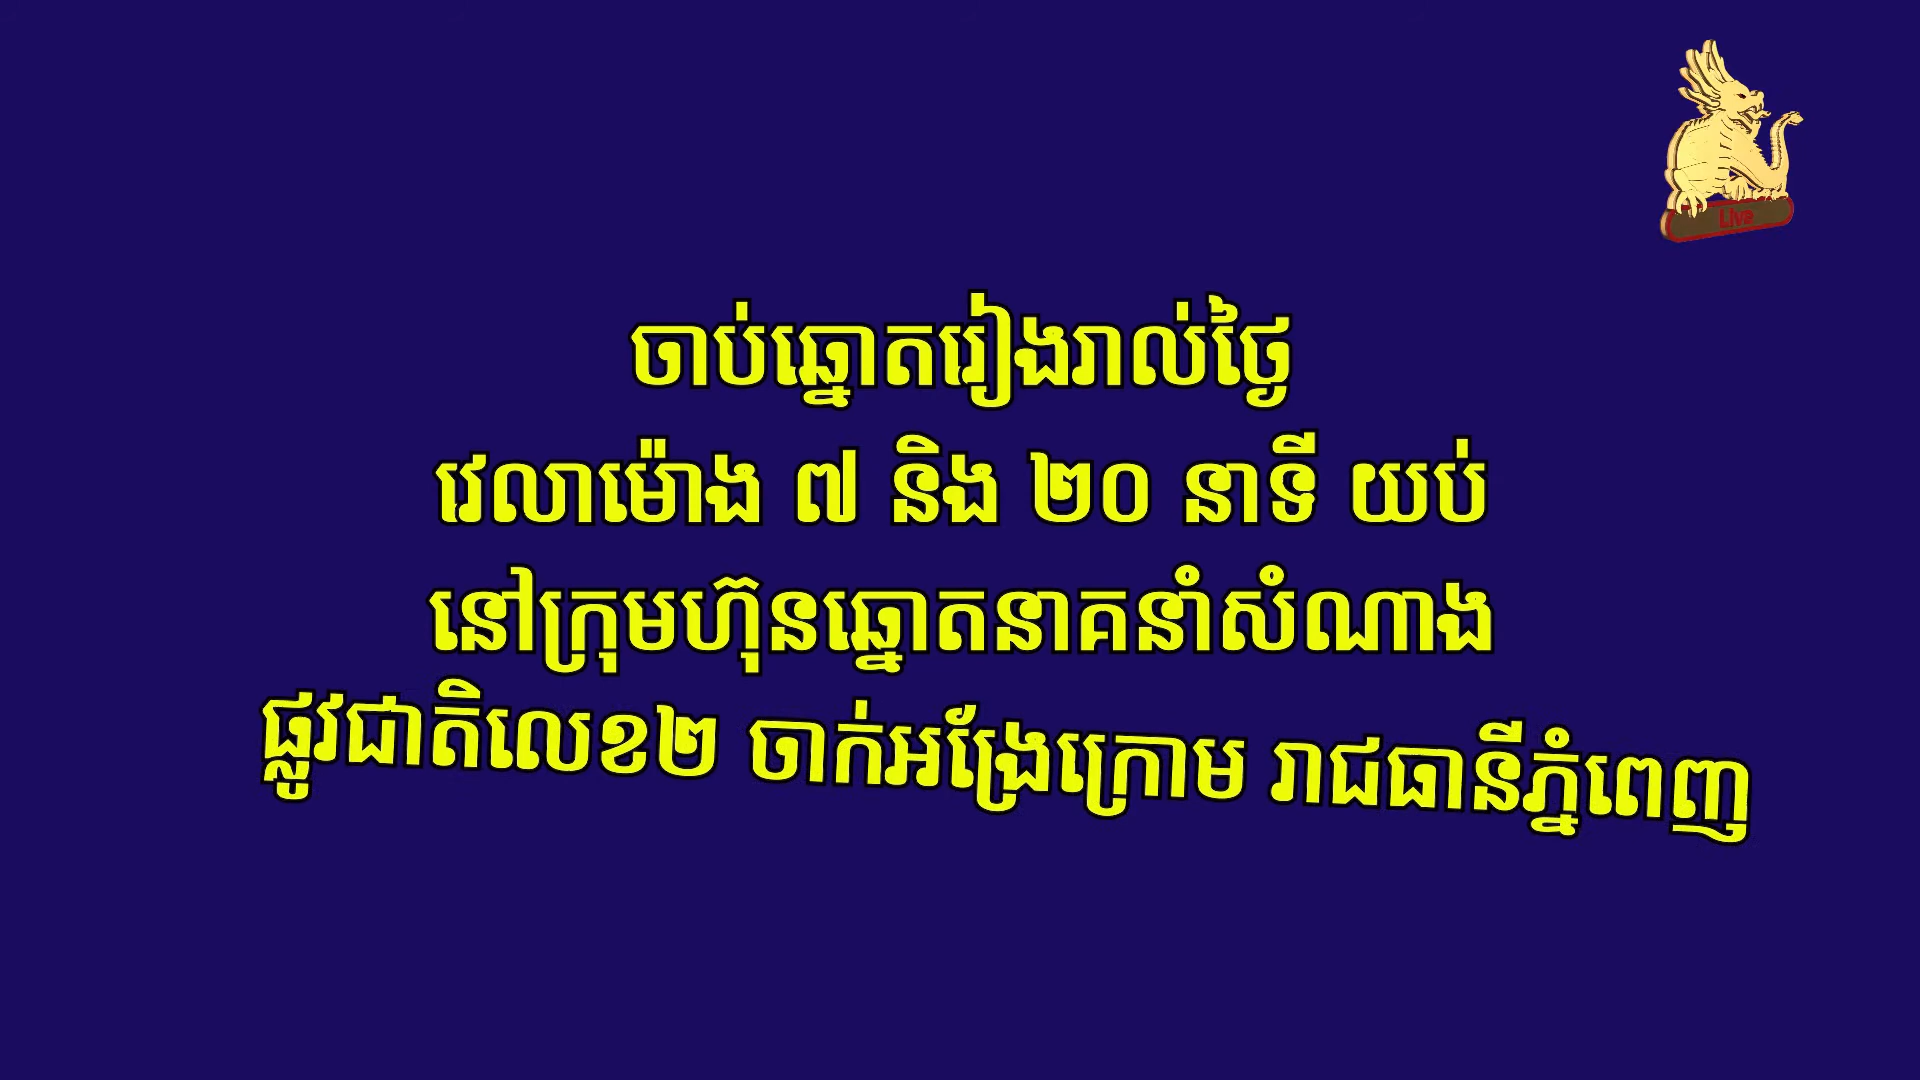 Live
ចាប់ឆ្នោតរៀងរាល់ថ្ងៃ
វេលាម៉ោង ៧ និង ២០ នាទី យប់
នៅក្រុមហ៊ុនឆ្នោតនាគនាំសំណាង
ផ្លូវជាតិលេខ២ ចាក់អង្រែក្រោម រាជធានីភ្នំពេញ